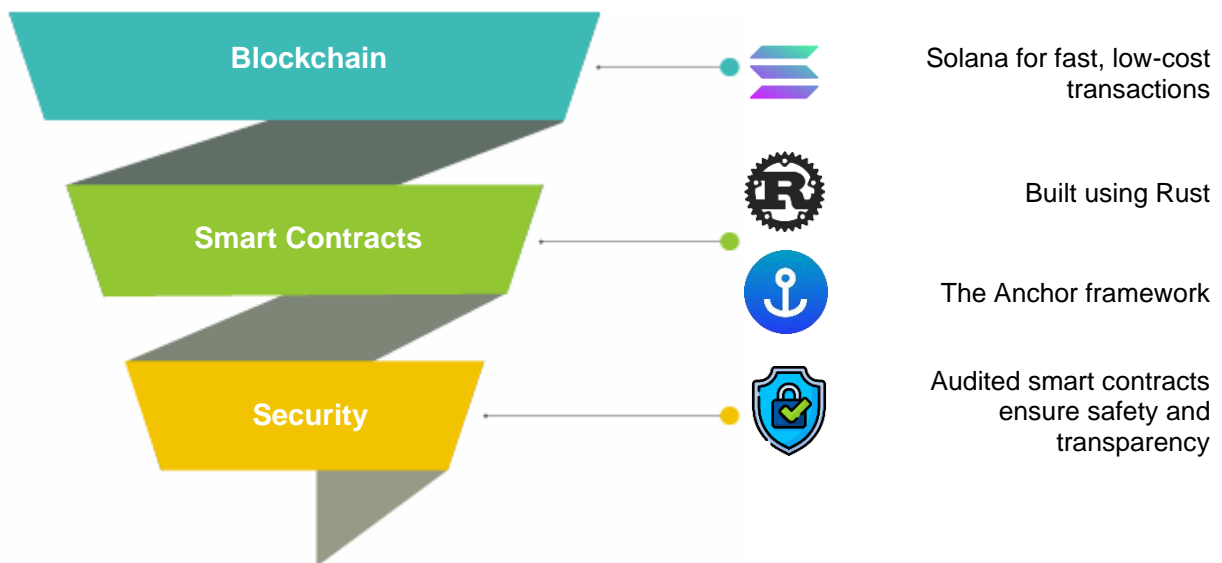 Blockchain
Solana for fast, low-cost
transactions
R
Built using Rust
Smart Contracts
The Anchor framework
Security
Audited smart contracts
ensure safety and
transparency